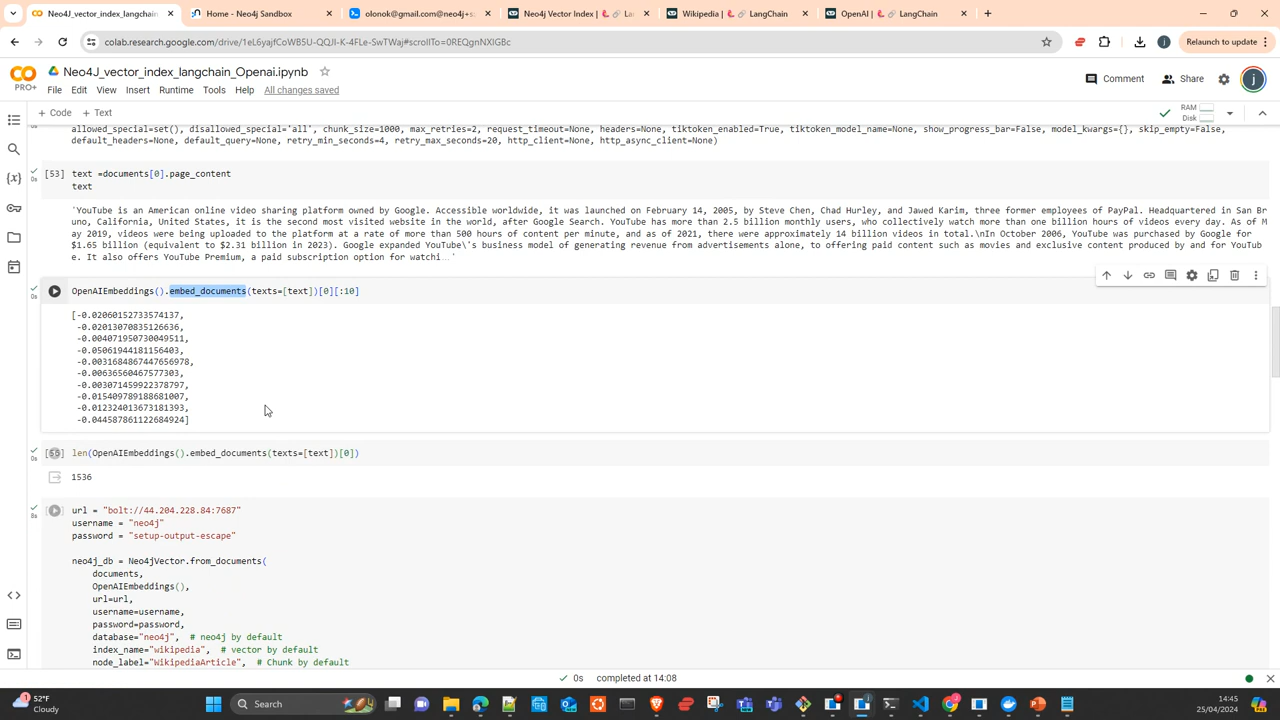 Neo4J_vector_index_langchain
Home - Neo4j Sandbox
olonok@gmail.com@neo4j+s
Neo4j Vector Index | 🦜️🔗 La
Wikipedia | 🦜️🔗 LangChain
OpenAI | 🦜️🔗 LangChain
colab.research.google.com/drive/1eL6yajfCoWB5U-QQJI-K-4FLe-SwTWaj#scrollTo=0REQgnNXIGBc
Relaunch to update
PRO+
Neo4J_vector_index_langchain_Openai.ipynb
File Edit View Insert Runtime Tools Help All changes saved
Comment Share j
+ Code + Text
RAM
Disk
allowed_special=set(), disallowed_special='all', chunk_size=1000, max_retries=2, request_timeout=None, headers=None, tiktoken_enabled=True, tiktoken_model_name=None, show_progress_bar=False, model_kwargs={}, skip_empty=False,
default_headers=None, default_query=None, retry_min_seconds=4, retry_max_seconds=20, http_client=None, http_async_client=None)
[53] text =documents[0].page_content
text
'YouTube is an American online video sharing platform owned by Google. Accessible worldwide, it was launched on February 14, 2005, by Steve Chen, Chad Hurley, and Jawed Karim, three former employees of PayPal. Headquartered in San Br
uno, California, United States, it is the second most visited website in the world, after Google Search. YouTube has more than 2.5 billion monthly users, who collectively watch more than one billion hours of videos every day. As of M
ay 2019, videos were being uploaded to the platform at a rate of more than 500 hours of content per minute, and as of 2021, there were approximately 14 billion videos in total.\nIn October 2006, YouTube was purchased by Google for
$1.65 billion (equivalent to $2.31 billion in 2023). Google expanded YouTube\'s business model of generating revenue from advertisements alone, to offering paid content such as movies and exclusive content produced by and for YouTub
e. It also offers YouTube Premium, a paid subscription option for watchi…'
OpenAIEmbeddings().embed_documents(texts=[text])[0][:10]
[-0.02060152733574137,
-0.02013070835126636,
-0.004071950730049511,
-0.05061944181156403,
-0.0031684867447656978,
-0.00636560467577303,
-0.003071459922378797,
-0.015409789188681007,
-0.012324013673181393,
-0.044587861122684924]
len(OpenAIEmbeddings().embed_documents(texts=[text])[0])
1536
url = "bolt://44.204.228.84:7687"
username = "neo4j"
password = "setup-output-escape"
neo4j_db = Neo4jVector.from_documents(
documents,
OpenAIEmbeddings(),
url=url,
username=username,
password=password,
database="neo4j", # neo4j by default
index_name="wikipedia", # vector by default
node_label="WikipediaArticle", # Chunk by default
0s completed at 14:08
52°F
Cloudy
Search
14:45
25/04/2024